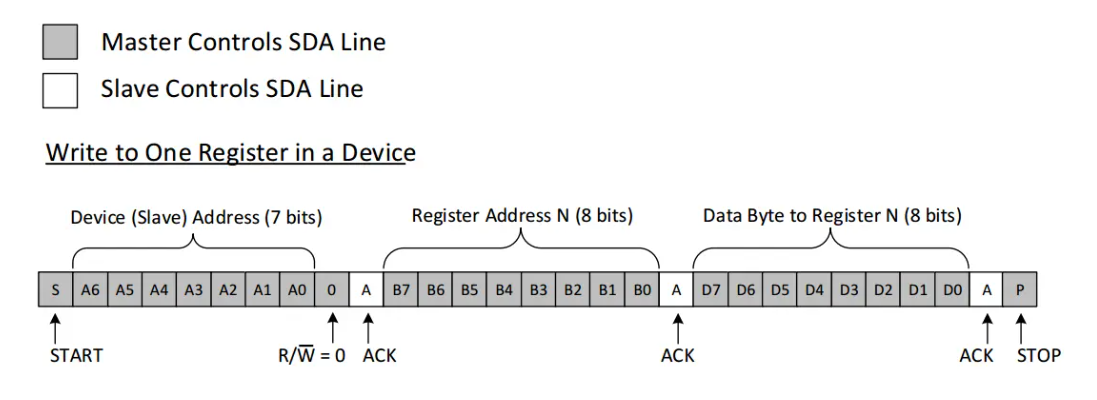 Master Controls SDA Line
Slave Controls SDA Line
Write to One Register in a Device
Device (Slave) Address (7 bits) Register Address N (8 bits) Data Byte to Register N (8 bits)
S A6 A5 A4 A3 A2 A1 A0 0 A B7 B6 B5 B4 B3 B2 B1 B0 A D7 D6 D5 D4 D3 D2 D1 D0 A P
START R/W̅ = 0 ACK ACK ACK STOP